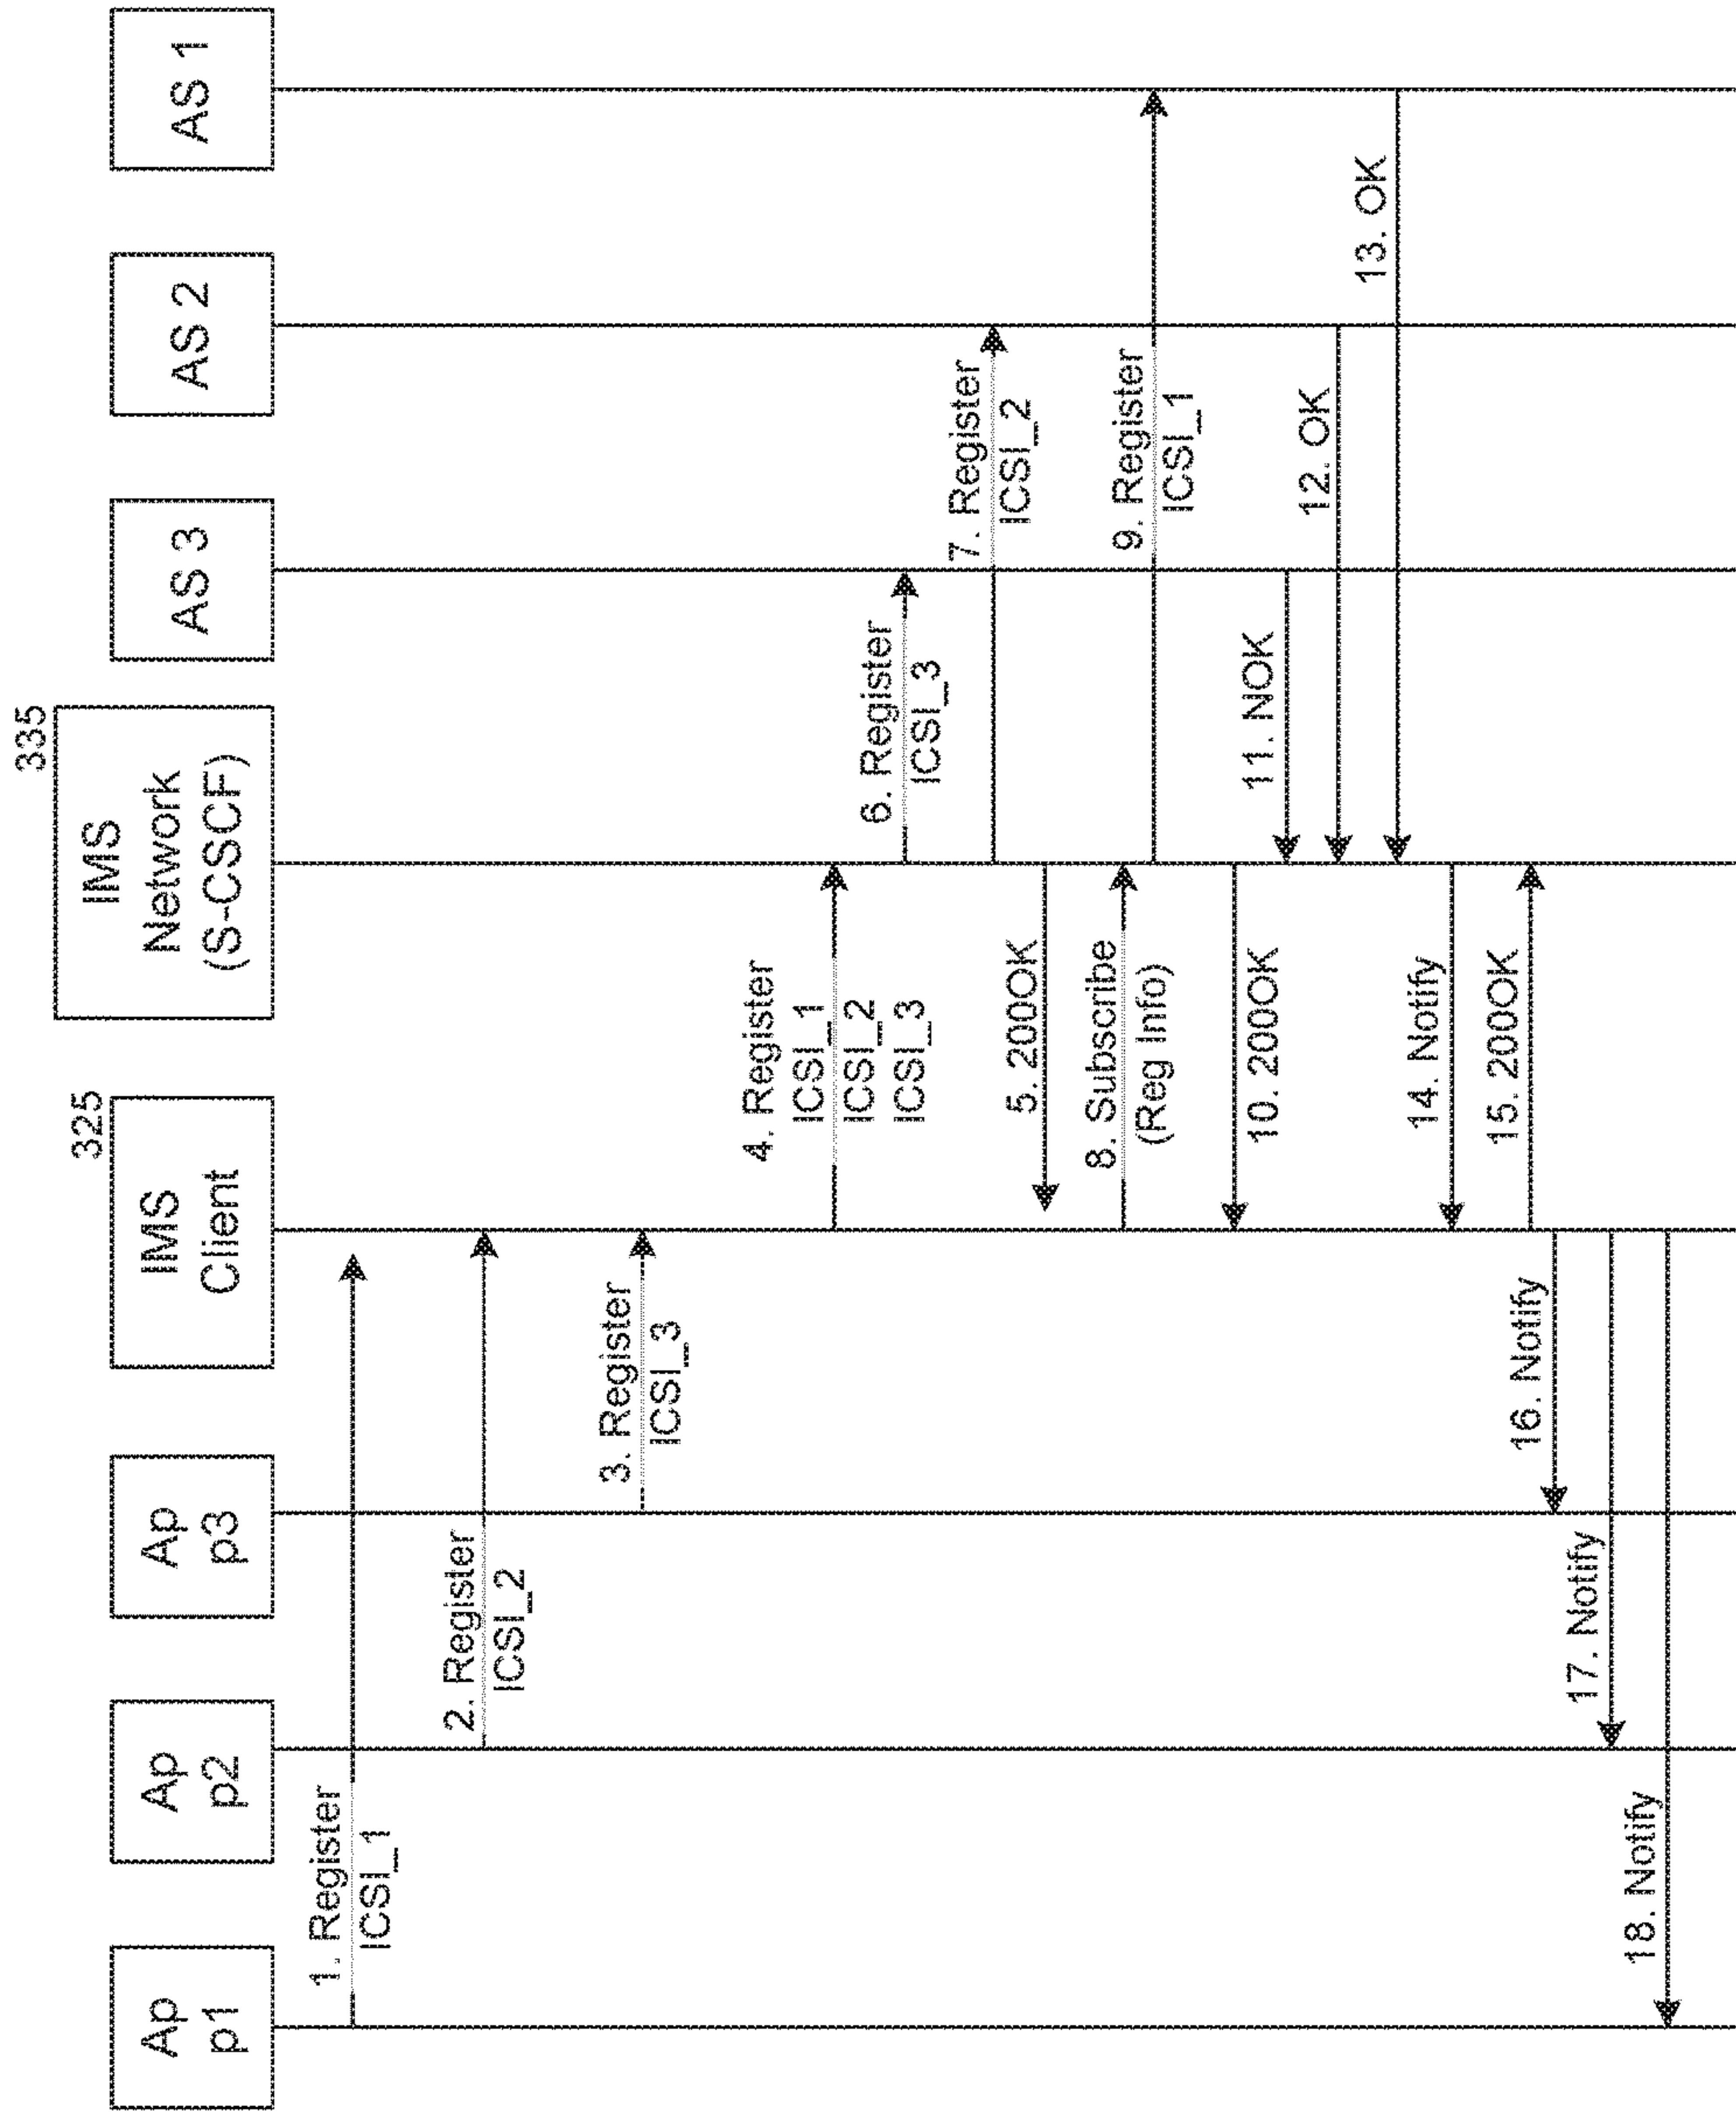 Ap
p1
Ap
p2
Ap
p3
325
IMS
Client
335
IMS
Network
(S-CSCF)
AS 3
AS 2
AS 1
1. Register
ICSI_1
2. Register
ICSI_2
3. Register
ICSI_3
4. Register
ICSI_1
ICSI_2
ICSI_3
6. Register
ICSI_3
7. Register
ICSI_2
5. 200OK
8. Subscribe
(Reg Info)
9. Register
ICSI_1
10. 200OK
11. NOK
12. OK
13. OK
14. Notify
15. 200OK
16. Notify
17. Notify
18. Notify